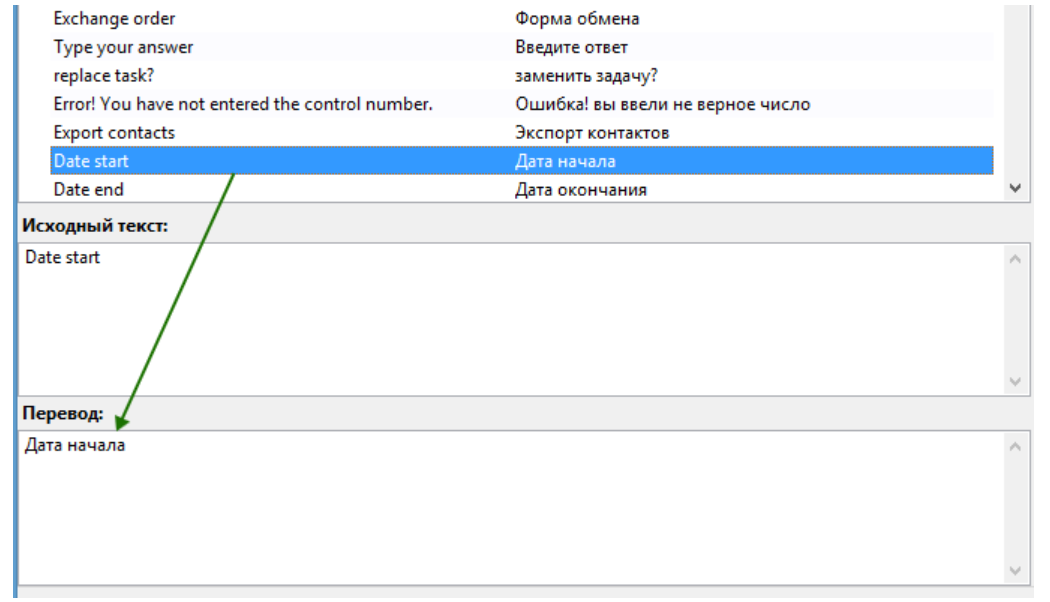 Exchange order Форма обмена
Type your answer Введите ответ
replace task? заменить задачу?
Error! You have not entered the control number. Ошибка! вы ввели не верное число
Export contacts Экспорт контактов
Date start Дата начала
Date end Дата окончания
Исходный текст:
Date start
Перевод:
Дата начала